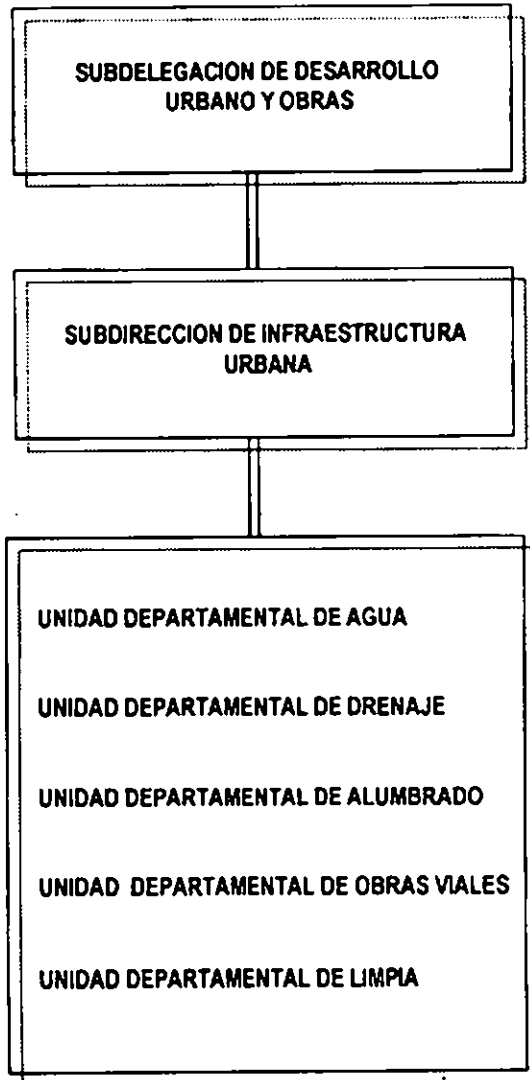 SUBDELEGACION DE DESARROLLO
URBANO Y OBRAS
SUBDIRECCION DE INFRAESTRUCTURA
URBANA
UNIDAD DEPARTAMENTAL DE AGUA
UNIDAD DEPARTAMENTAL DE DRENAJE
UNIDAD DEPARTAMENTAL DE ALUMBRADO
UNIDAD DEPARTAMENTAL DE OBRAS VIALES
UNIDAD DEPARTAMENTAL DE LIMPIA